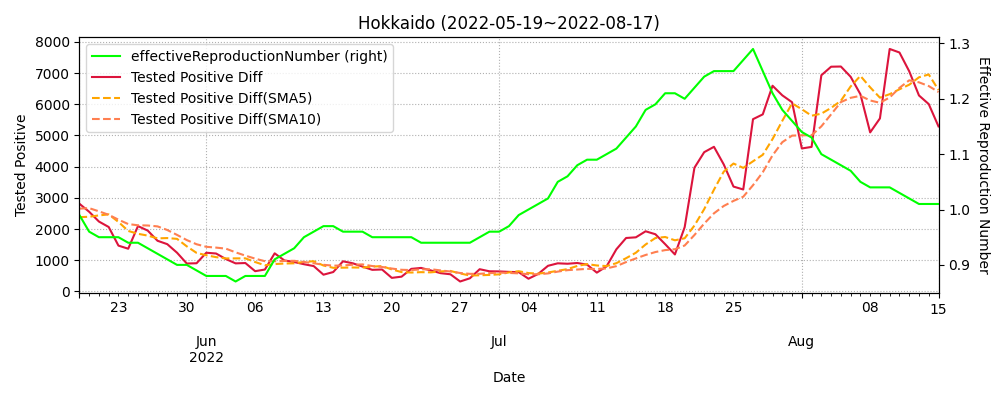 Hokkaido (2022-05-19~2022-08-17)
effectiveReproductionNumber (right)
Tested Positive Diff
Tested Positive Diff(SMA5)
Tested Positive Diff(SMA10)
Tested Positive
8000
7000
6000
5000
4000
3000
2000
1000
0
1.3
1.2
1.1
1.0
0.9
Effective Reproduction Number
23 30 06 13 20 27 04 11 18 25 08 15
Jun Jul Aug
2022
Date